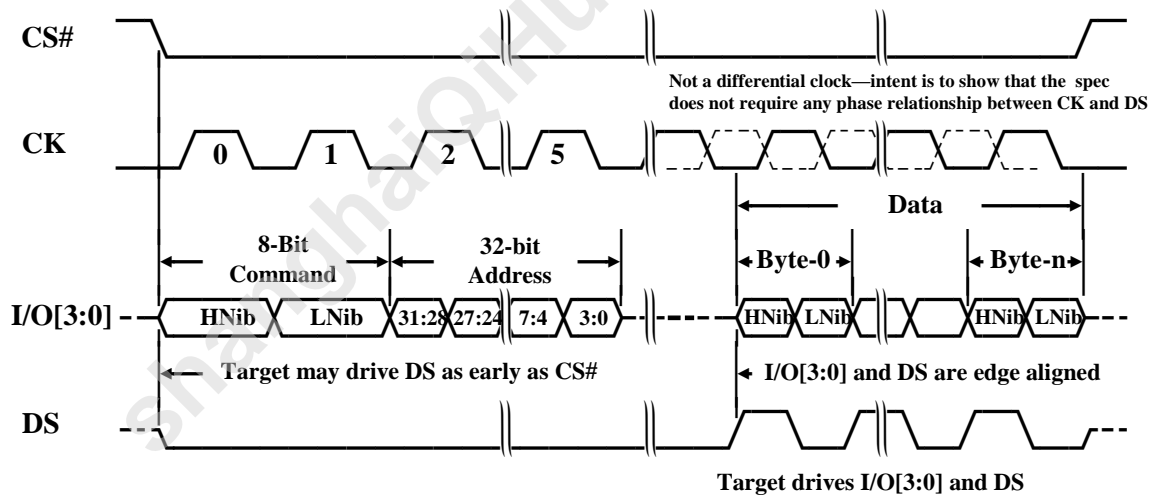 CS#
Not a differential clock—intent is to show that the spec
does not require any phase relationship between CK and DS
CK
0 1 2 5
Data
8-Bit
Command
32-bit
Address
Byte-0
Byte-n
I/O[3:0]
HNib LNib 31:28 27:24 7:4 3:0 HNib LNib HNib LNib
Target may drive DS as early as CS#
I/O[3:0] and DS are edge aligned
DS
Target drives I/O[3:0] and DS
shanghaiQiHu